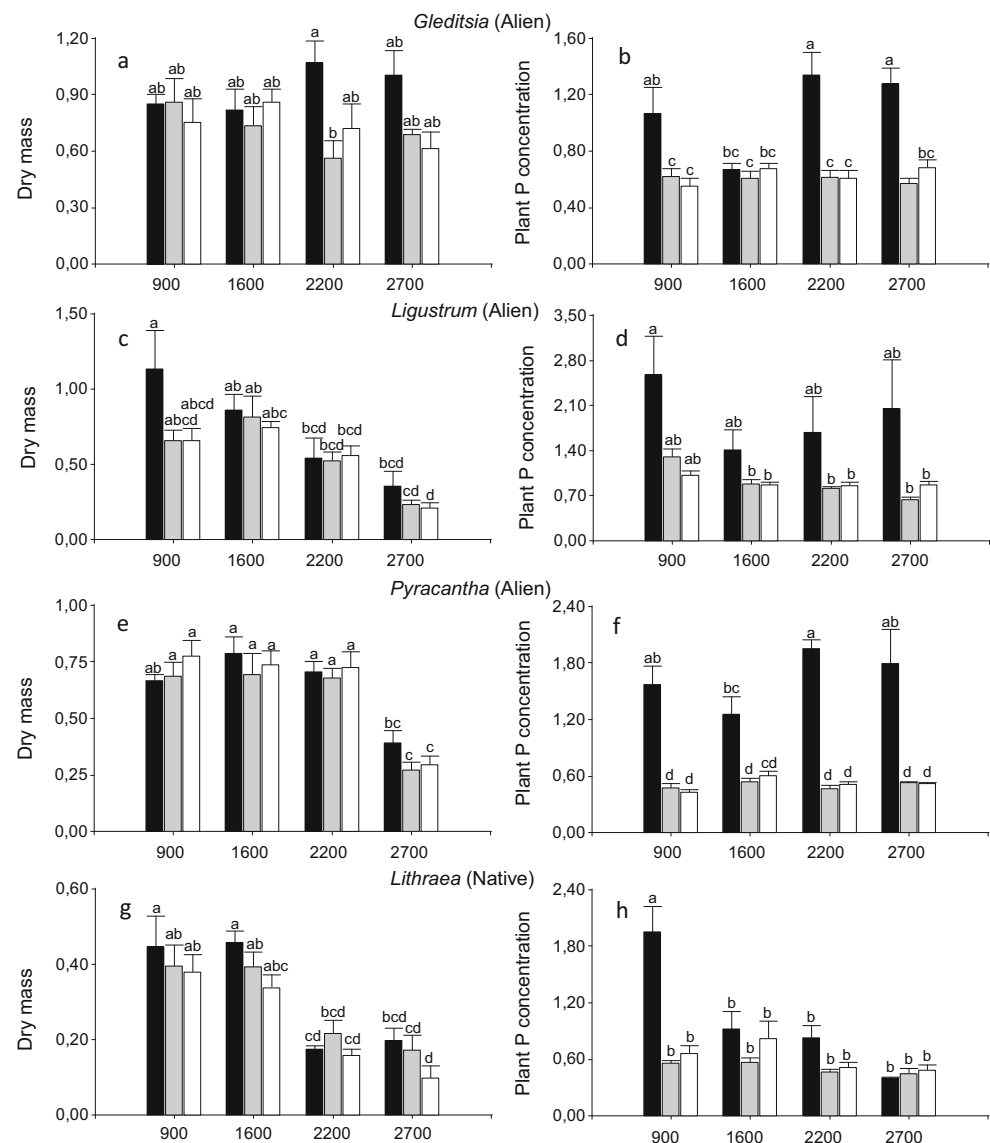 Gleditsia (Alien)
a
Dry mass
1,20
0,90
0,60
0,30
0,00
ab ab ab
ab ab ab
a b ab
ab ab ab
900 1600 2200 2700
b
Plant P concentration
1,60
1,20
0,80
0,40
0,00
ab c c
bc c bc
a c c
a c bc
900 1600 2200 2700
Ligustrum (Alien)
c
Dry mass
1,50
1,00
0,50
0,00
a abcd abcd
ab ab abc
bcd bcd bcd
bcd cd d
900 1600 2200 2700
d
Plant P concentration
3,50
2,80
2,10
1,40
0,70
0,00
a ab ab
ab b b
ab b b
ab b b
900 1600 2200 2700
Pyracantha (Alien)
e
Dry mass
1,00
0,75
0,50
0,25
0,00
ab a a
a a a
a a a
bc c c
900 1600 2200 2700
f
Plant P concentration
2,40
1,80
1,20
0,60
0,00
ab d d
bc d cd
a d d
ab d d
900 1600 2200 2700
Lithraea (Native)
g
Dry mass
0,60
0,40
0,20
0,00
a ab ab
a ab abc
cd bcd cd
bcd cd d
900 1600 2200 2700
h
Plant P concentration
2,40
1,80
1,20
0,60
0,00
a b b
b b b
b b b
b b b
900 1600 2200 2700